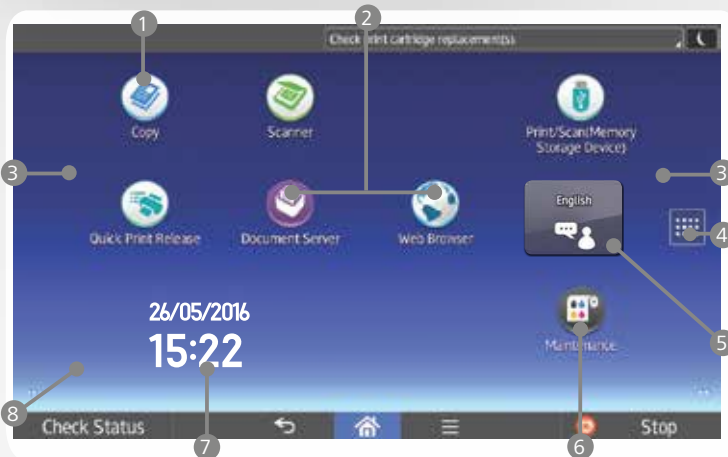 1
2
Check print cartridge replacement(s).
Copy
Scanner
Print/Scan(Memory
Storage Device)
3
3
English
Quick Print Release
Document Server
Web Browser
4
26/05/2016
15:22
5
Maintenance
8
Check Status
Stop
7
6